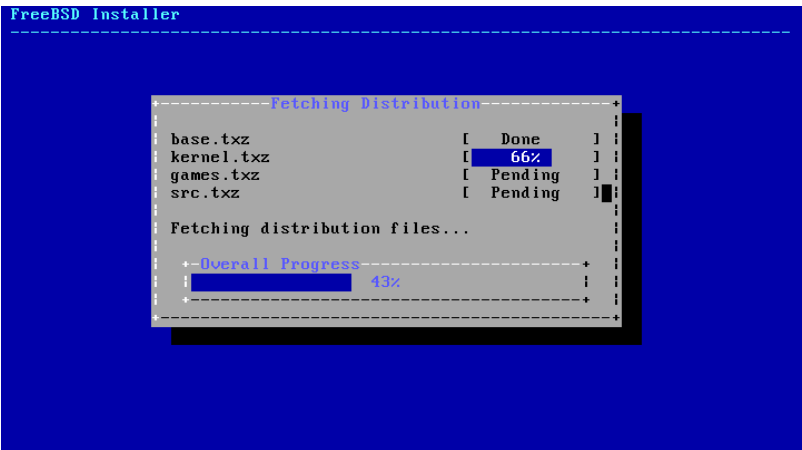 FreeBSD Installer
Fetching Distribution
base.txz [ Done ]
kernel.txz [ 66% ]
games.txz [ Pending ]
src.txz [ Pending ]
Fetching distribution files...
Overall Progress
43%